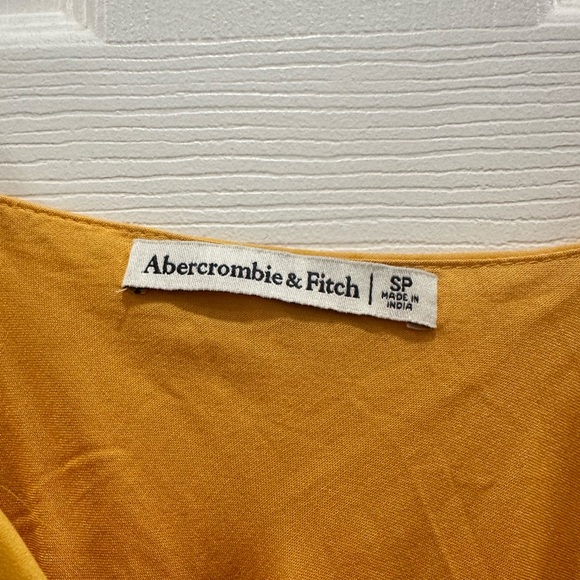 Abercrombie & Fitch | SP
MADE IN
INDIA